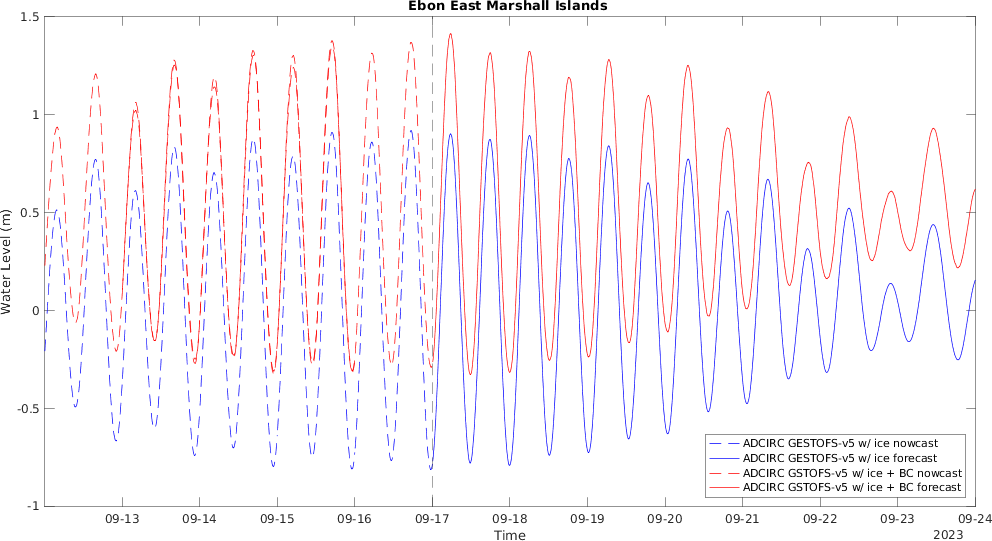 Ebon East Marshall Islands
1.5
1
0.5
0
-0.5
-1
Water Level (m)
ADCIRC GESTOFS-v5 w/ ice nowcast
ADCIRC GESTOFS-v5 w/ ice forecast
ADCIRC GSTOFS-v5 w/ ice + BC nowcast
ADCIRC GSTOFS-v5 w/ ice + BC forecast
09-13 09-14 09-15 09-16 09-17 09-18 09-19 09-20 09-21 09-22 09-23 09-24
Time
2023